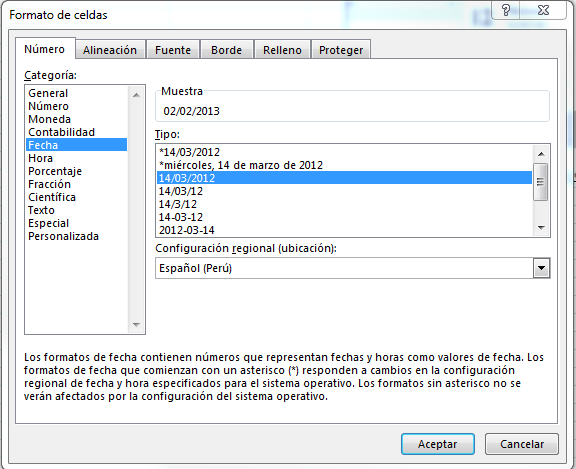 Formato de celdas
12
?
Número Alineación Fuente Borde Relleno Proteger
Categoría:
General
Número
Moneda
Contabilidad
Fecha
Hora
Porcentaje
Fracción
Científica
Texto
Especial
Personalizada
Muestra
02/02/2013
Tipo:
*14/03/2012
*miércoles, 14 de marzo de 2012
14/03/2012
14/03/12
14/3/12
14-03-12
2012-03-14
Configuración regional (ubicación):
Español (Perú)
Los formatos de fecha contienen números que representan fechas y horas como valores de fecha. Los
formatos de fecha que comienzan con un asterisco (*) responden a cambios en la configuración
regional de fecha y hora especificados para el sistema operativo. Los formatos sin asterisco no se
verán afectados por la configuración del sistema operativo.
Aceptar Cancelar